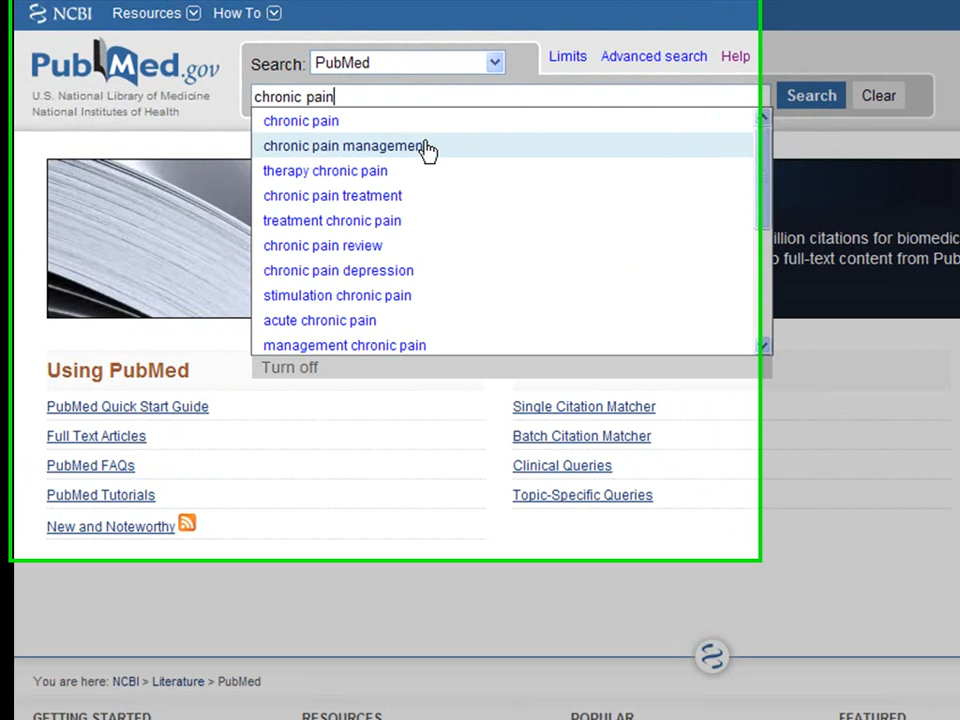 NCBI Resources How To
PubMed.gov
U.S. National Library of Medicine
National Institutes of Health
Search: PubMed
Limits Advanced search Help
chronic pain
Search Clear
chronic pain
chronic pain management
therapy chronic pain
chronic pain treatment
treatment chronic pain
chronic pain review
chronic pain depression
stimulation chronic pain
acute chronic pain
management chronic pain
Turn off
citations for biomedic
full-text content from Pub
Using PubMed
PubMed Quick Start Guide
Full Text Articles
PubMed FAQs
PubMed Tutorials
New and Noteworthy
Single Citation Matcher
Batch Citation Matcher
Clinical Queries
Topic-Specific Queries
You are here: NCBI > Literature > PubMed
GETTING STARTED RESOURCES POPULAR FEATURED